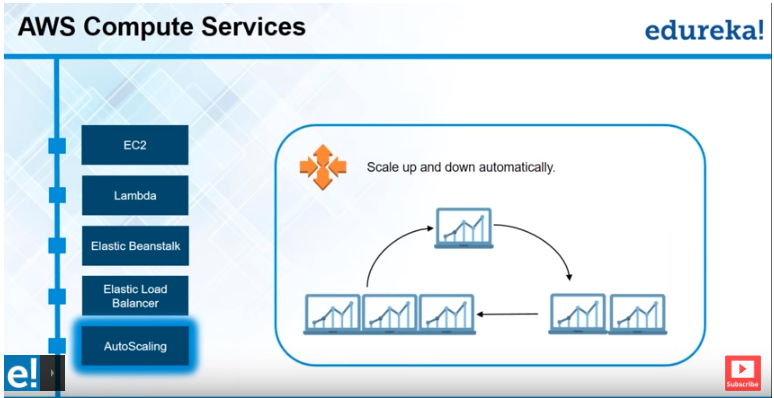 AWS Compute Services
edureka!
EC2
Lambda
Elastic Beanstalk
Elastic Load
Balancer
AutoScaling
Scale up and down automatically.
e!
Subscribe